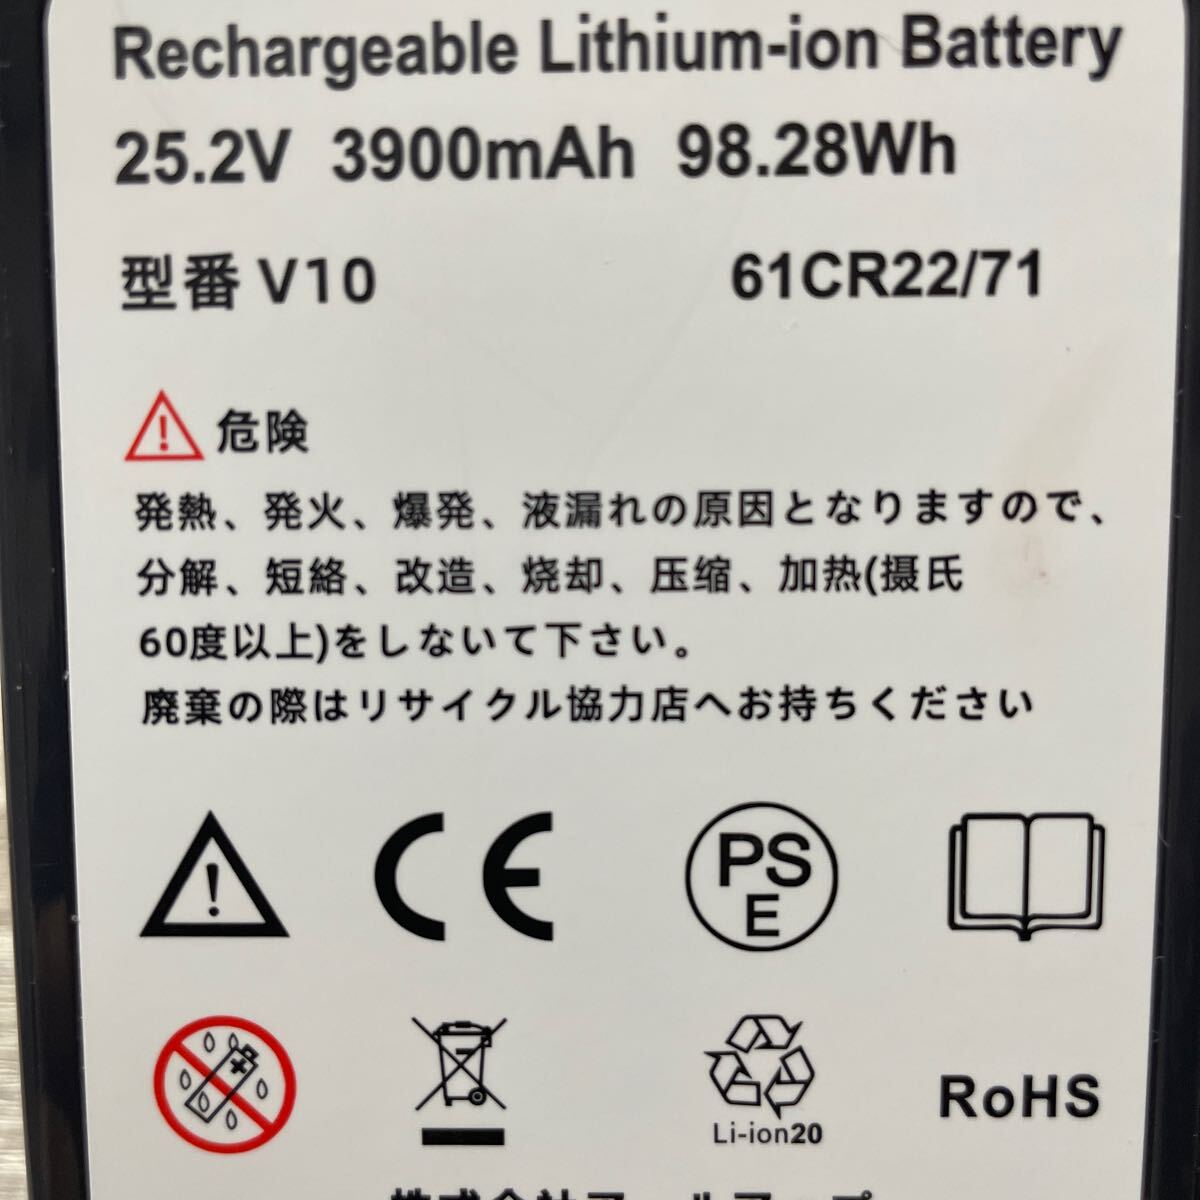 Rechargeable Lithium-ion Battery
25.2V 3900mAh 98.28Wh
型番 V10 61CR22/71
危険
発熱、発火、爆発、液漏れの原因となりますので、
分解、短絡、改造、烧却、压缩、加热(摄氏
60度以上)をしないて下さい。
廃棄の際はリサイクル協力店へお持ちください
CE PSE
Li-ion20 RoHS